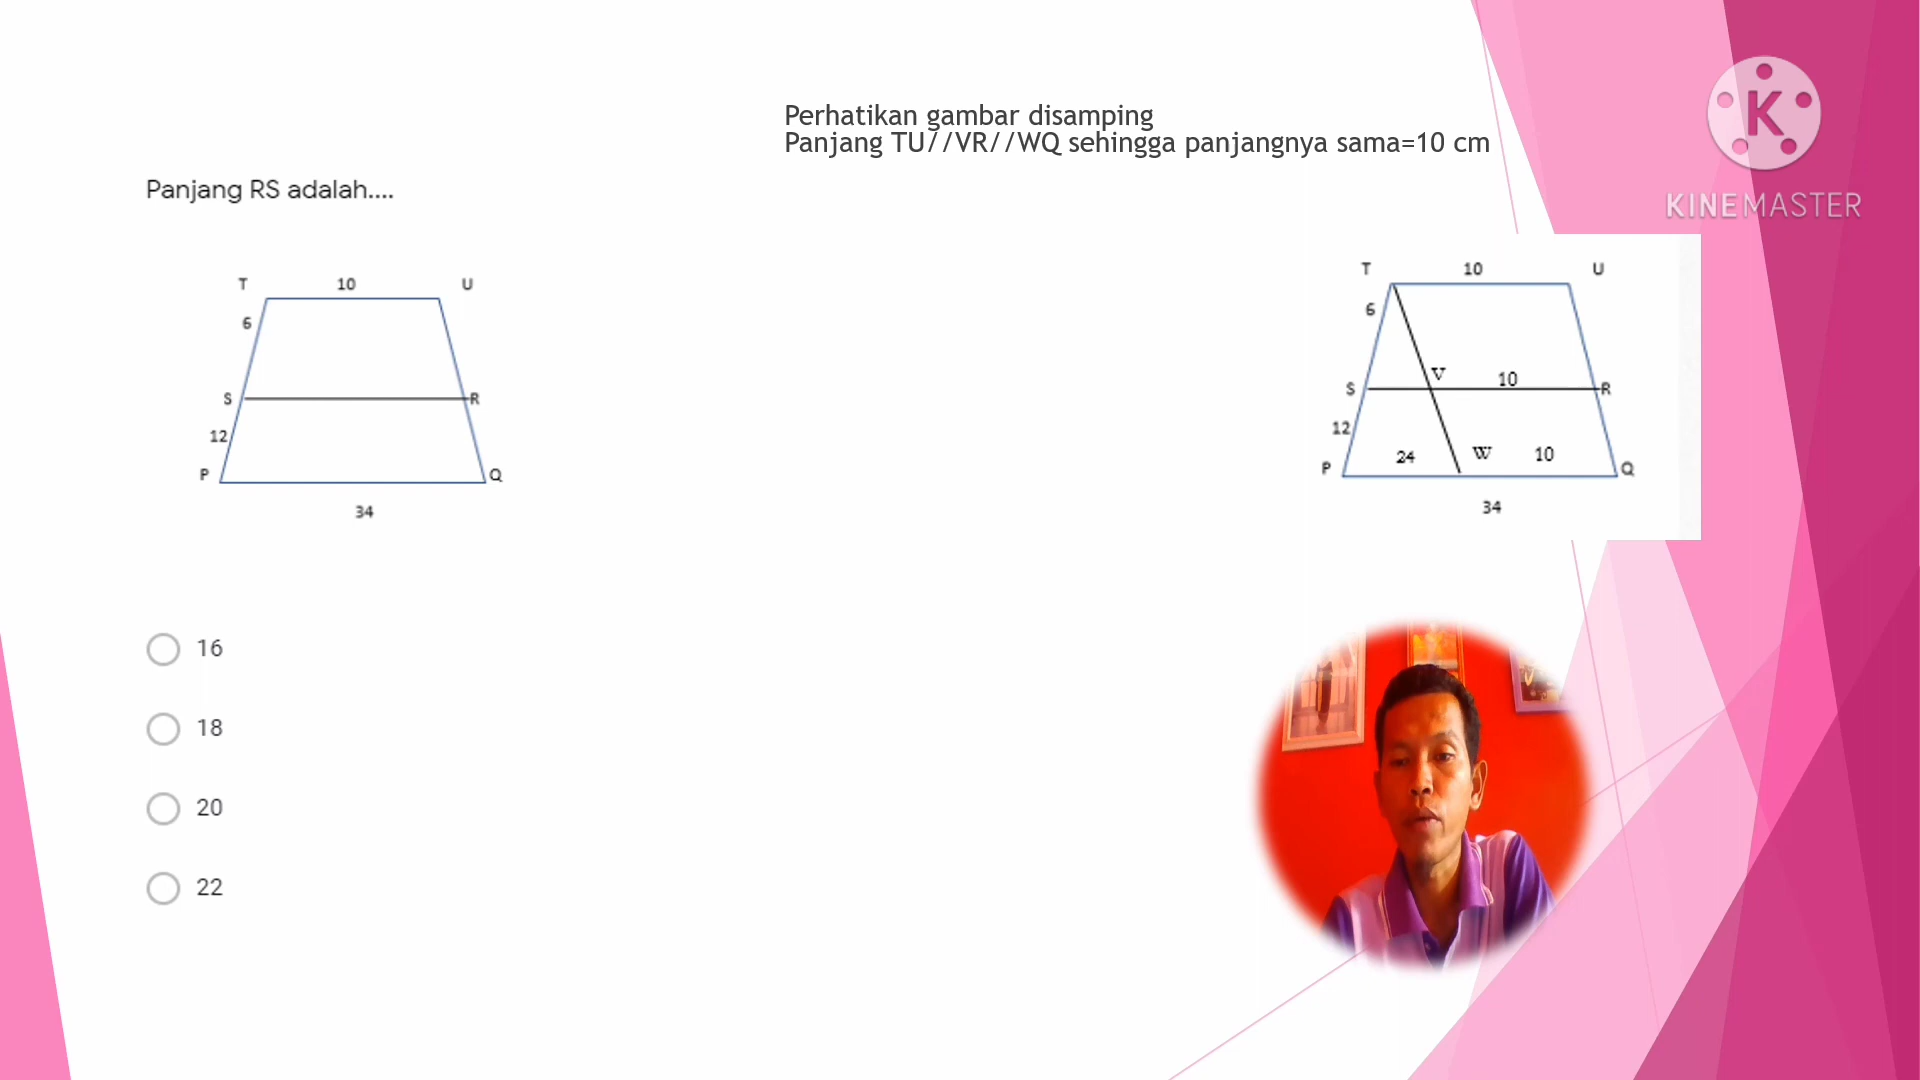 Perhatikan gambar disamping
Panjang TU//VR//WQ sehingga panjangnya sama=10 cm
K
KINEMASTER
Panjang RS adalah....
T 10 U
6
S R
12
P Q
34
T 10 U
6
V
10
S R
12
24 W 10
P Q
34
16
18
20
22